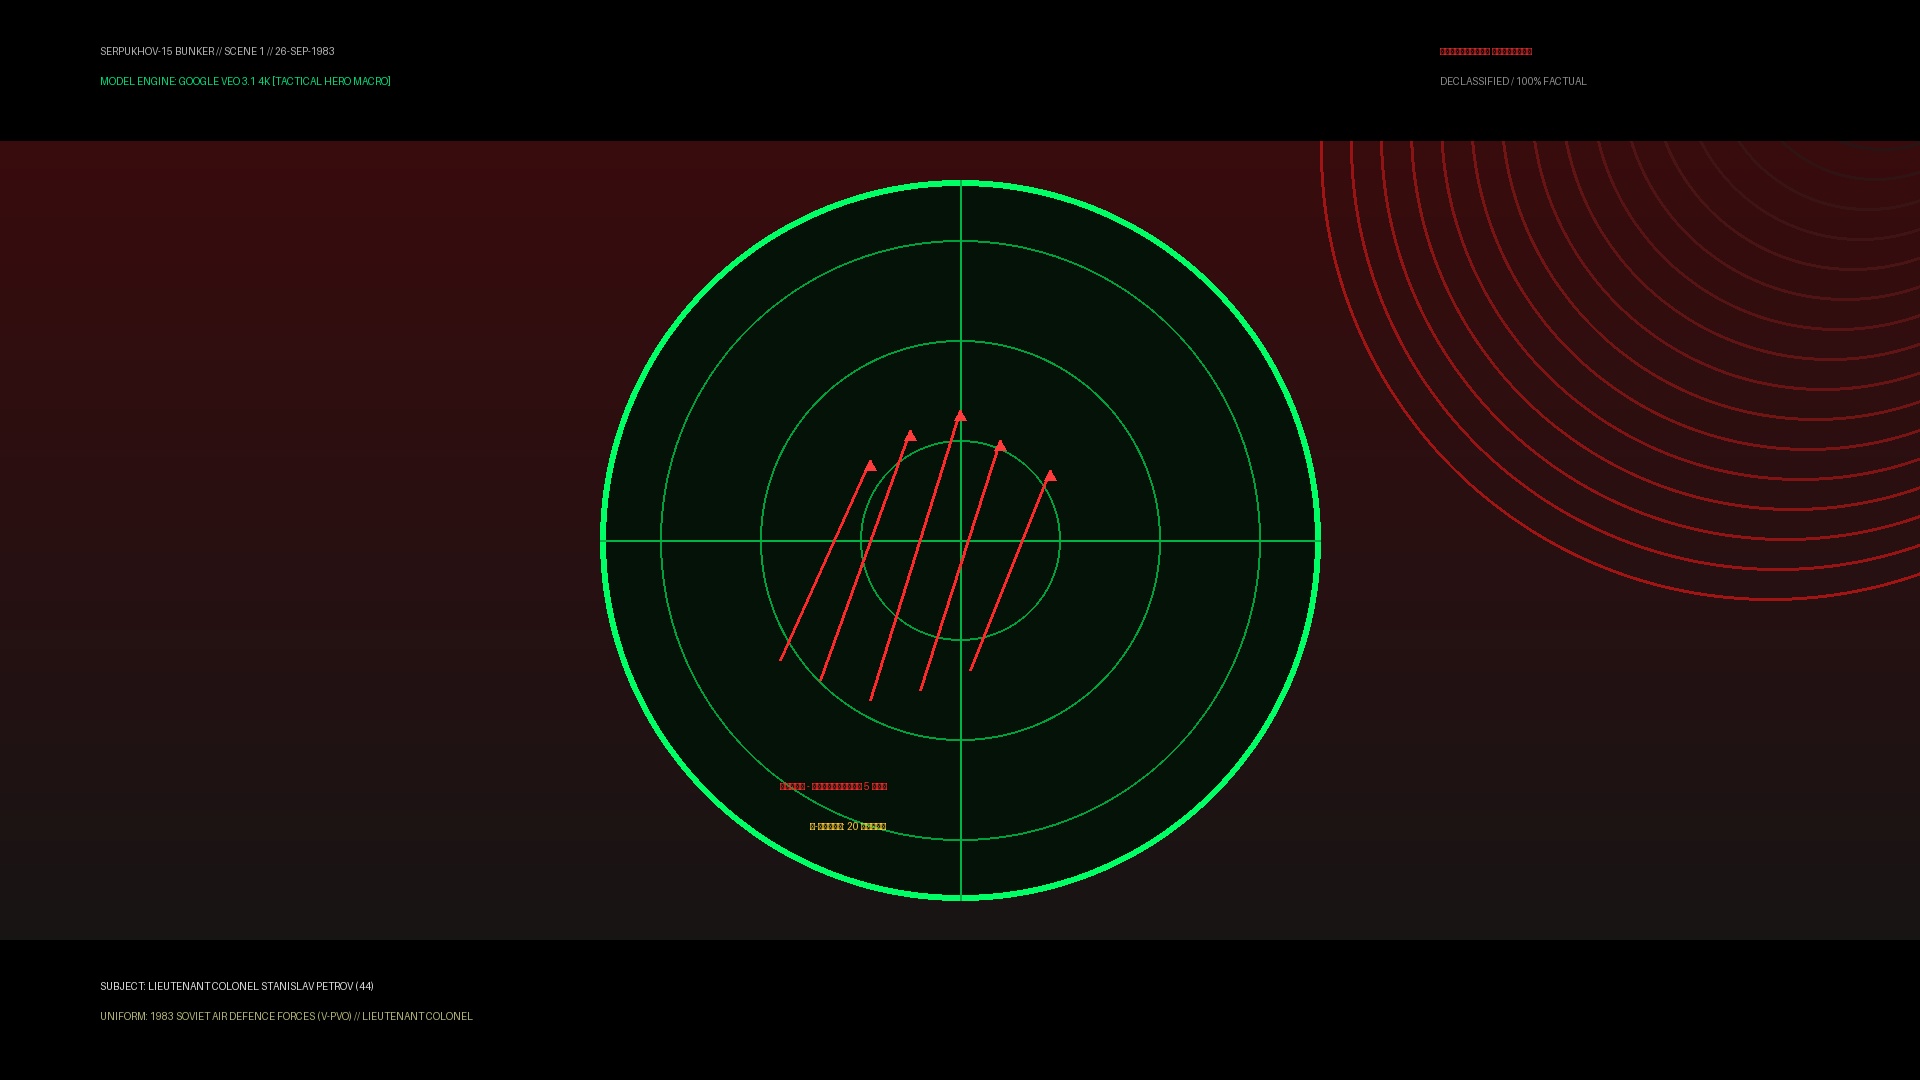 SERPUKHOV-15 BUNKER // SCENE 1 // 26-SEP-1983
MODEL ENGINE: GOOGLE VEO 3.1 4K [TACTICAL HERO MACRO]
DECLASSIFIED / 100% FACTUAL
- 5
- : 20
SUBJECT: LIEUTENANT COLONEL STANISLAV PETROV (44)
UNIFORM: 1983 SOVIET AIR DEFENCE FORCES (V-PVO) // LIEUTENANT COLONEL